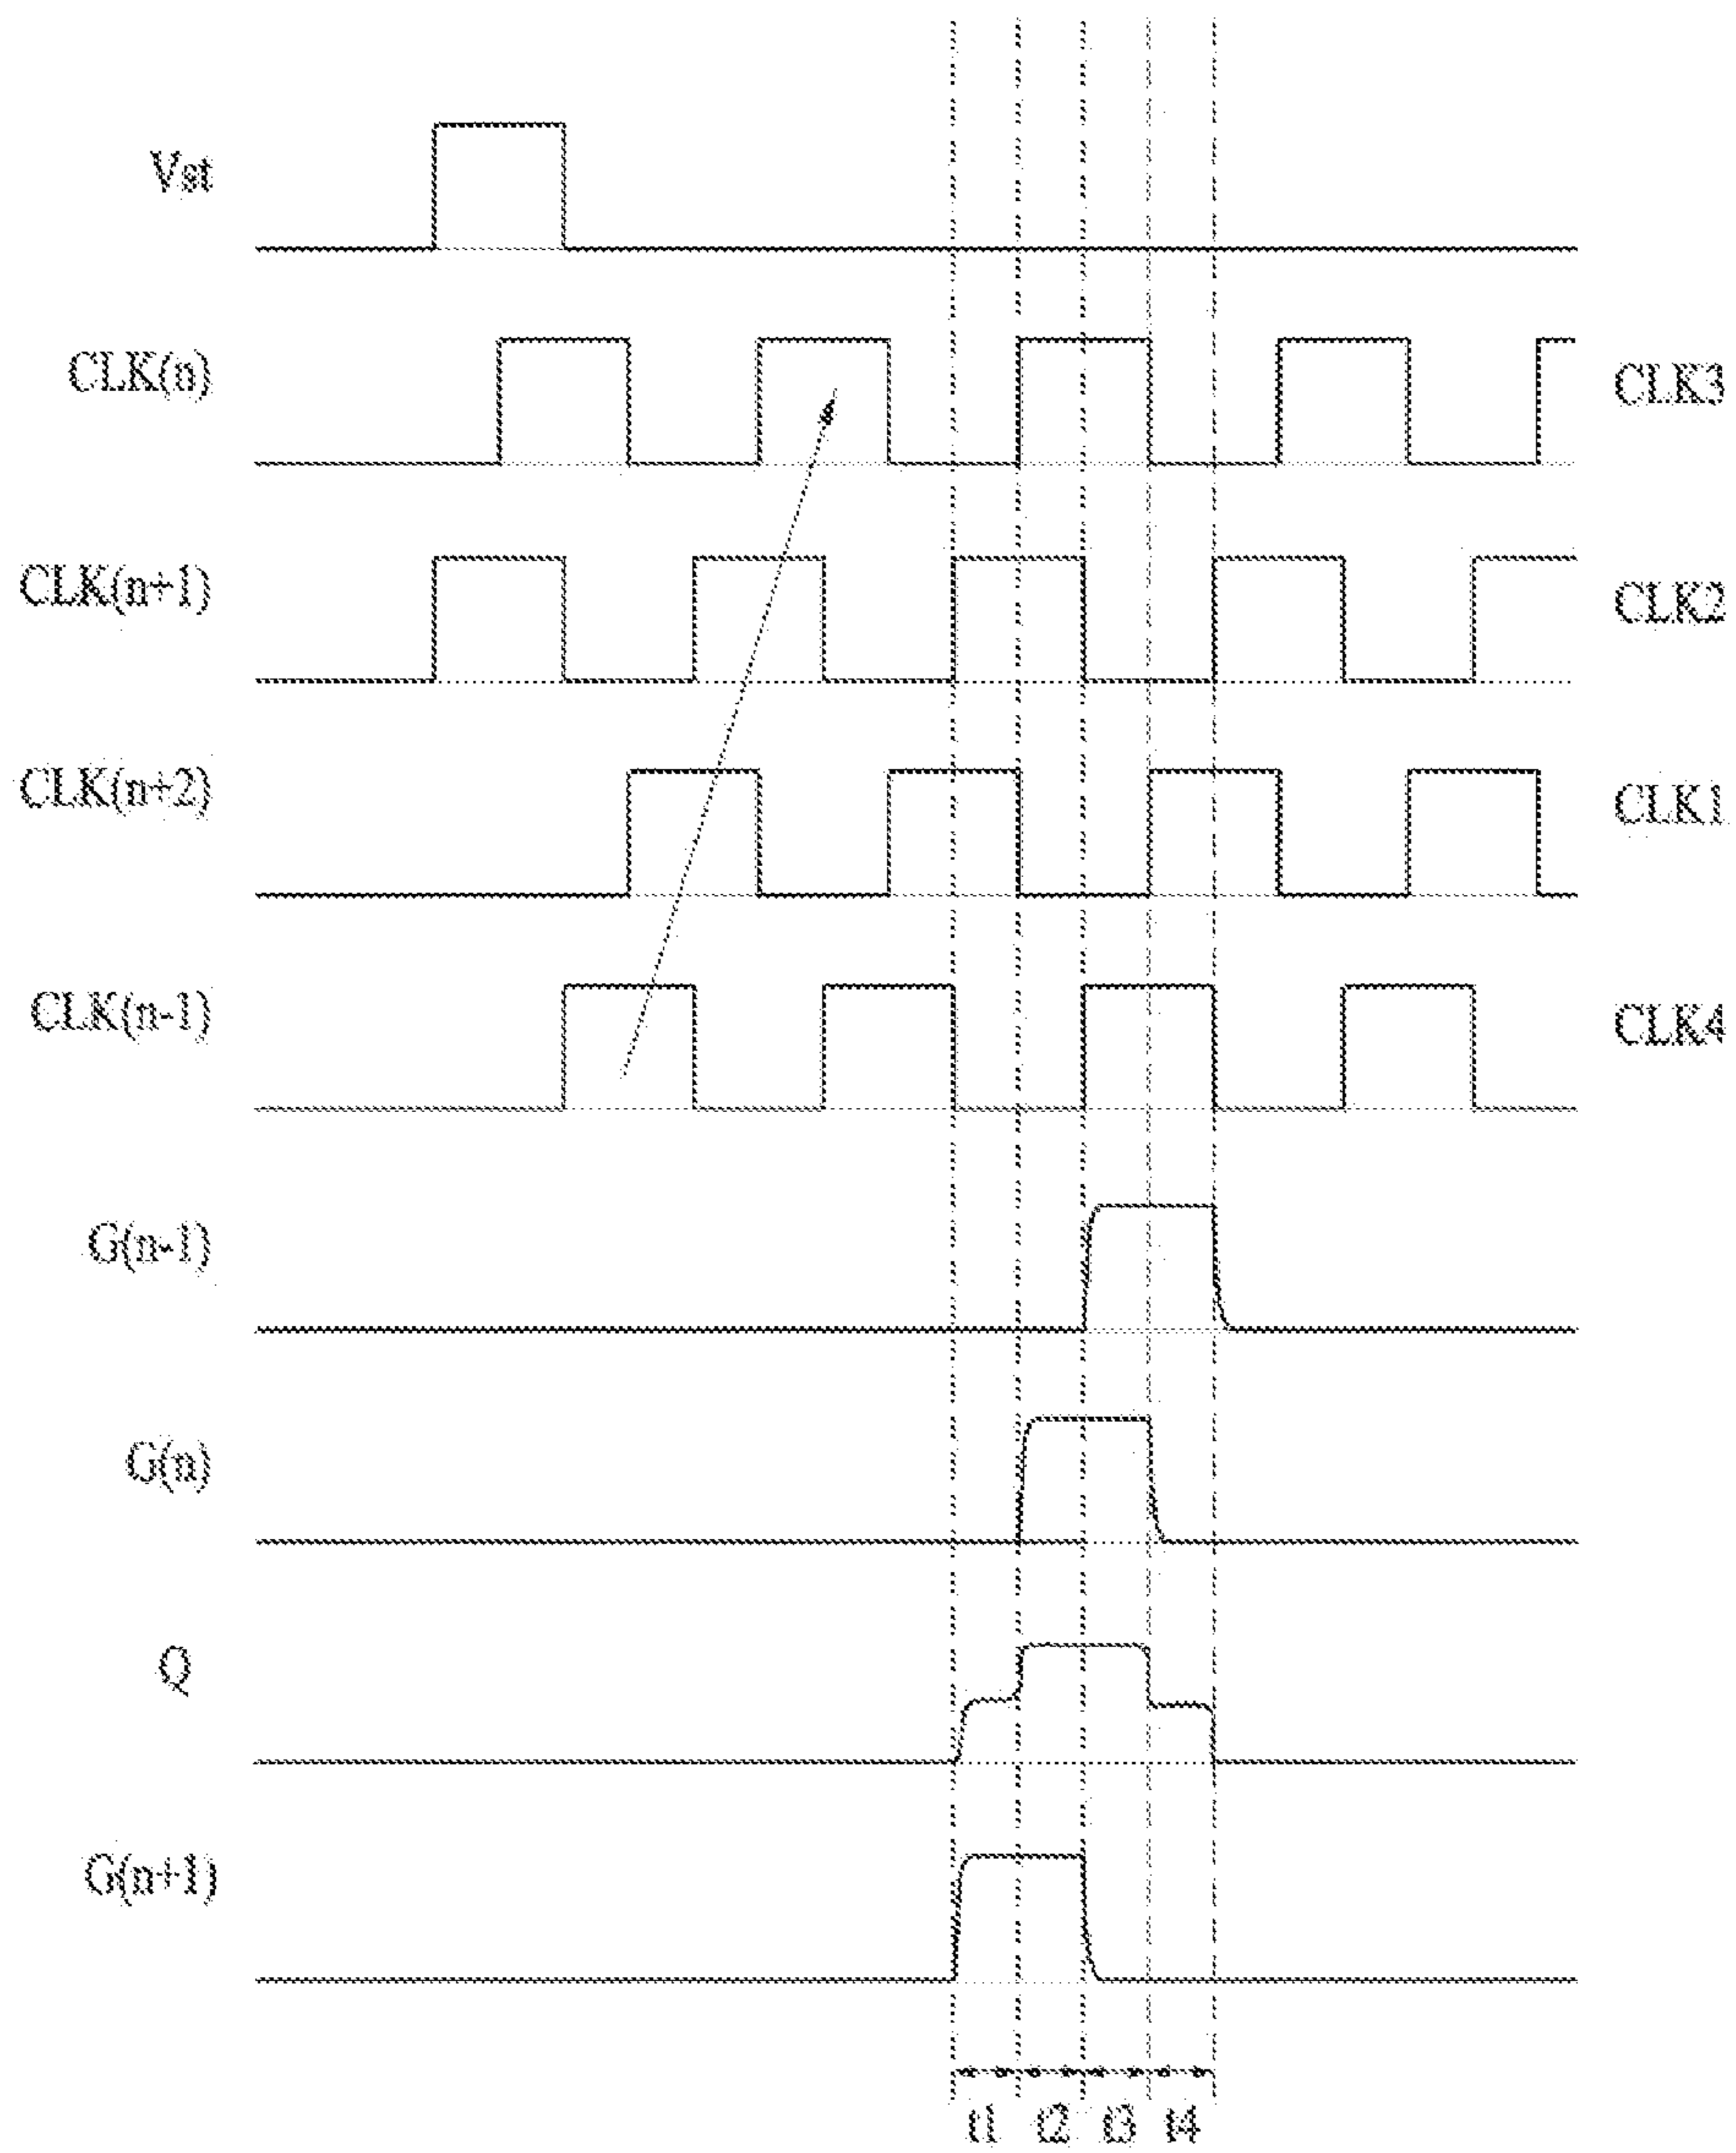 Vst
CLK(n)
CLK3
CLK(n+1)
CLK2
CLK(n+2)
CLK1
CLK(n-1)
CLK4
G(n-1)
G(n)
Q
G(n+1)
t1 t2 t3 t4